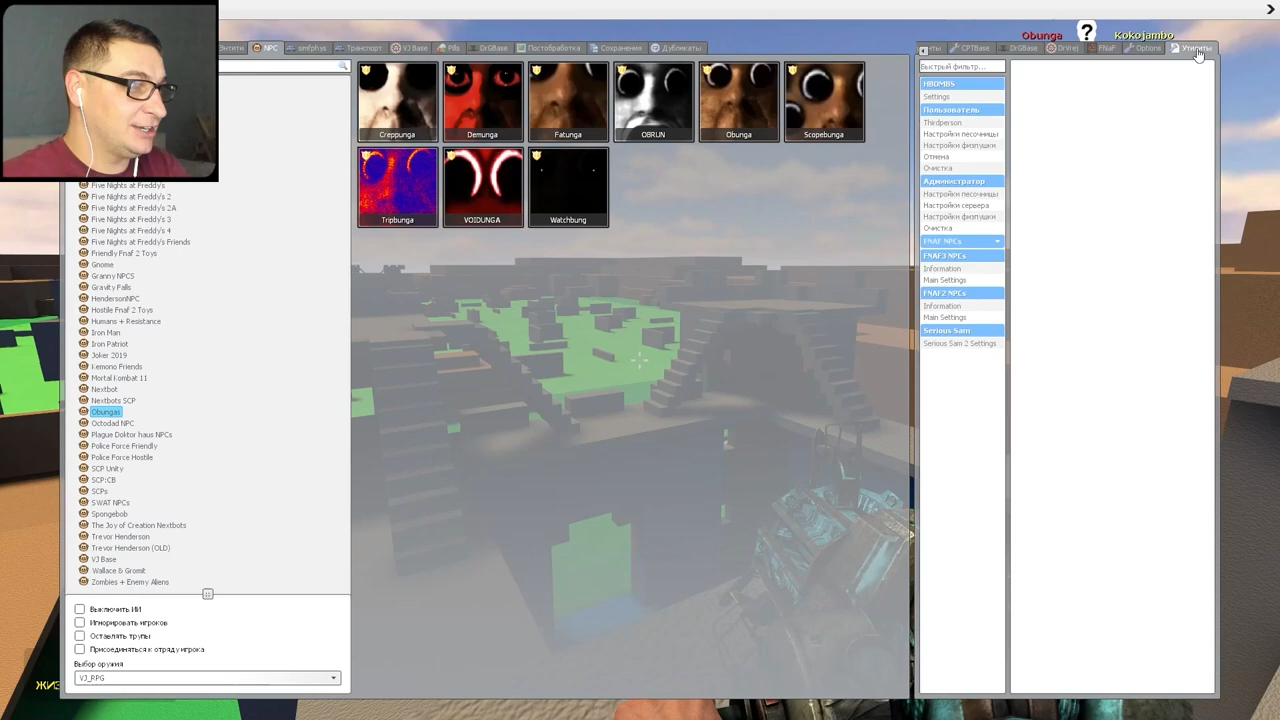 Obunga
?
Kokojambo
NPC
simfphys
Транспорт
VJ Base
Pills
DrGBase
Постобработка
Сохранения
Дубликаты
CPTBase
DrGBase
DrVrej
FNaF
Options
Утилиты
Creppunga
Demunga
Fatunga
OBRUN
Obunga
Scopebunga
Tripbunga
VOIDUNGA
Watchbung
Five Nights at Freddy's
Five Nights at Freddy's 2
Five Nights at Freddy's 2A
Five Nights at Freddy's 3
Five Nights at Freddy's 4
Five Nights at Freddys Friends
Friendly Fnaf 2 Toys
Gnome
Granny NPCS
Gravity Falls
HendersonNPC
Hostile Fnaf 2 Toys
Humans + Resistance
Iron Man
Iron Patriot
Joker 2019
Kemono Friends
Mortal Kombat 11
Nextbot
Nextbots SCP
Obungas
Octodad NPC
Plague Doktor haus NPCs
Police Force Friendly
Police Force Hostile
SCP Unity
SCP:CB
SCPs
SWAT NPCs
Spongebob
The Joy of Creation Nextbots
Trevor Henderson
Trevor Henderson (OLD)
VJ Base
Wallace & Gromit
Zombies + Enemy Aliens
Выключить ИИ
Игнорировать игроков
Оставлять трупы
Присоединяться к отряду игрока
Выбор оружия
VJ_RPG
Быстрый фильтр...
HBOMBS
Settings
Пользователь
Thirdperson
Настройки песочницы
Настройки физпушки
Отмена
Очистка
Администратор
Настройки песочницы
Настройки сервера
Настройки физпушки
Очистка
FNAF NPCs
FNAF3 NPCs
Information
Main Settings
FNAF2 NPCs
Information
Main Settings
Serious Sam
Serious Sam 2 Settings